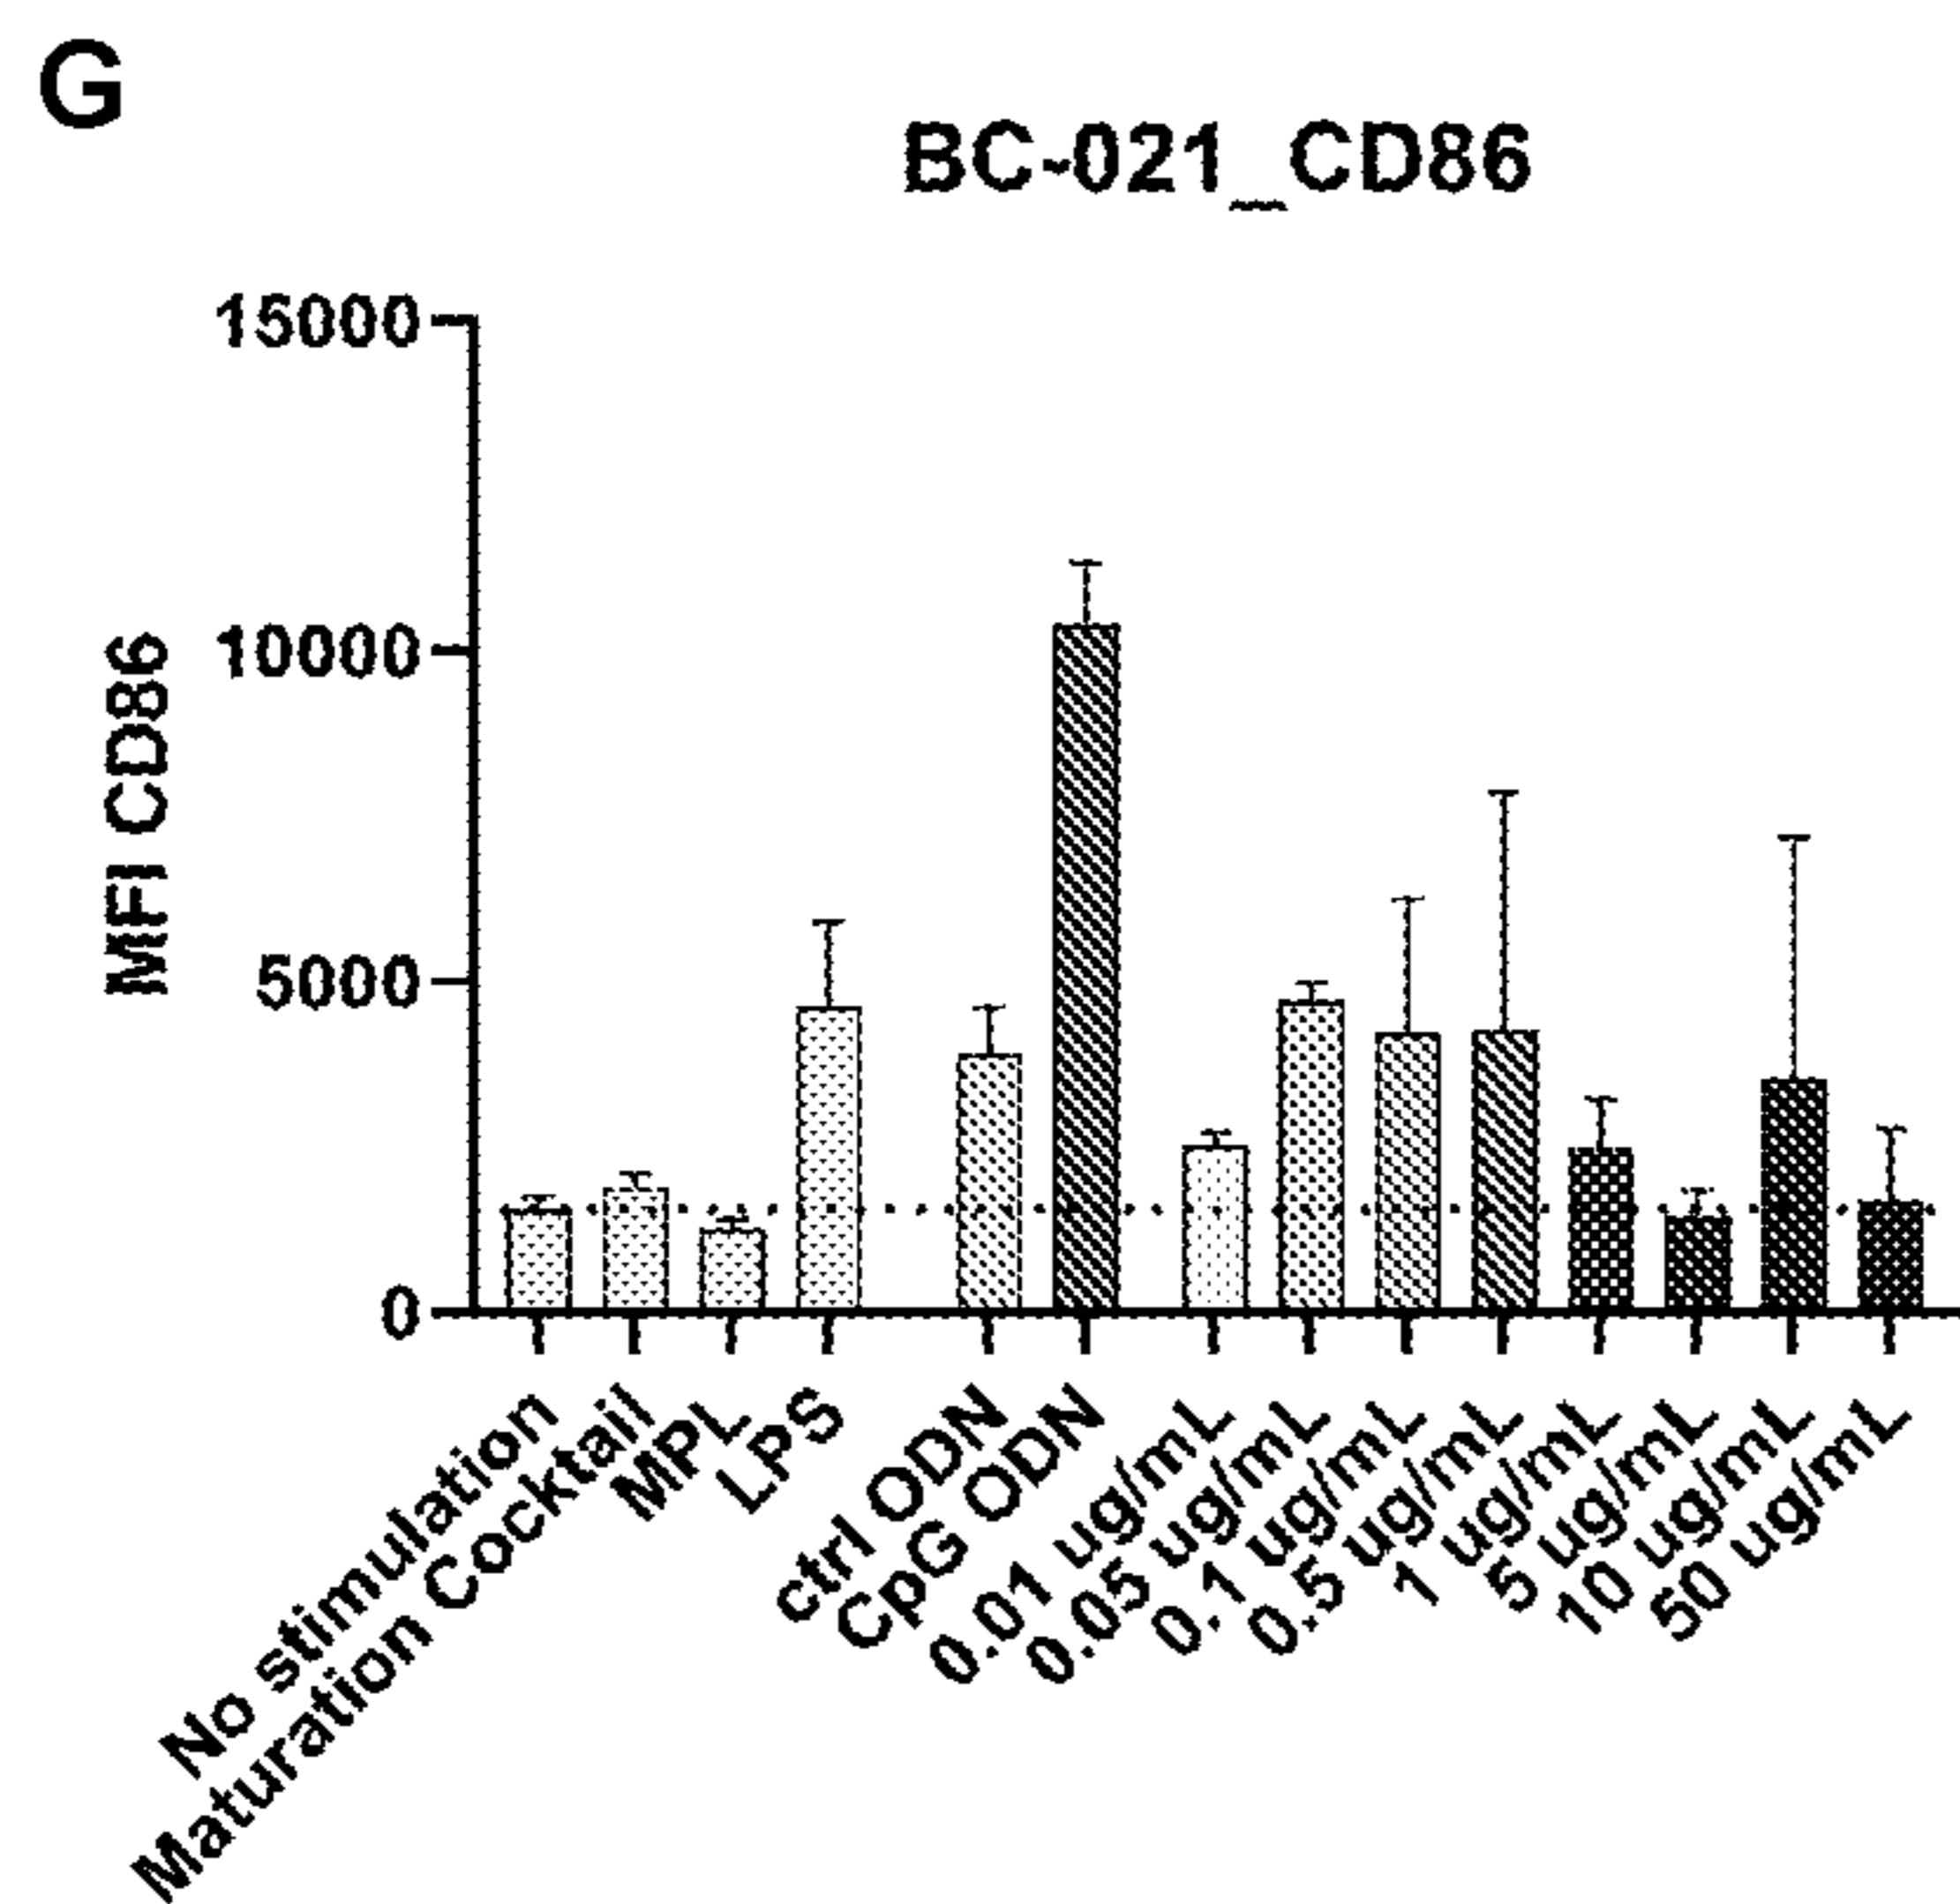 G
BC-021_CD86
MFI CD86
15000
10000
5000
0
No stimulation
Maturation Cocktail
MPL
LPS
ctrl ODN
CpG ODN
0.01 ug/mL
0.05 ug/mL
0.1 ug/mL
0.5 ug/mL
1 ug/mL
5 ug/mL
10 ug/mL
50 ug/mL